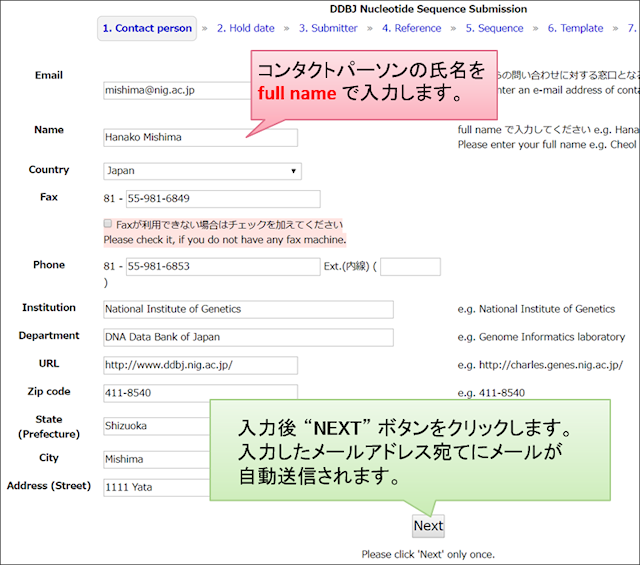 DDBJ Nucleotide Sequence Submission
1. Contact person » 2. Hold date » 3. Submitter » 4. Reference » 5. Sequence » 6. Template » 7.
Email
mishima@nig.ac.jp
コンタクトパーソンの氏名を
full name で入力します。
の問い合わせに対する窓口とな
enter an e-mail address of conta
Name
Hanako Mishima
full name で入力してください e.g. Hana
Please enter your full name e.g. Cheol
Country
Japan
Fax
81 - 55-981-6849
Faxが利用できない場合はチェックを加えてください
Please check it, if you do not have any fax machine.
Phone
81 - 55-981-6853 Ext.(内線) (
)
Institution
National Institute of Genetics
e.g. National Institute of Genetics
Department
DNA Data Bank of Japan
e.g. Genome Informatics laboratory
URL
http://www.ddbj.nig.ac.jp/
e.g. http://charles.genes.nig.ac.jp/
Zip code
411-8540
e.g. 411-8540
State
(Prefecture)
Shizuoka
City
Mishima
Address (Street)
1111 Yata
入力後 “NEXT” ボタンをクリックします。
入力したメールアドレス宛てにメールが
自動送信されます。
Next
Please click 'Next' only once.